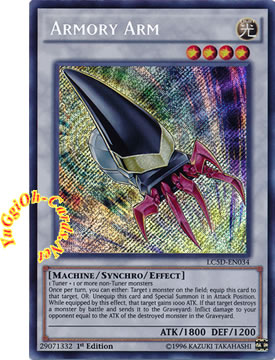 ARMORY ARM
YuGgiOh-Cards.Net
LC5D-EN034
[MACHINE/SYNCHRO/EFFECT]
1 Tuner + 1 or more non-Tuner monsters
Once per turn, you can either: Target 1 monster on the field; equip this card to
that target, OR: Unequip this card and Special Summon it in Attack Position.
While equipped by this effect, that target gains 1000 ATK. If that target destroys
a monster by battle and sends it to the Graveyard: Inflict damage to your
opponent equal to the ATK of the destroyed monster in the Graveyard.
ATK/1800 DEF/1200
29071332 1st Edition ©1996 KAZUKI TAKAHASHI